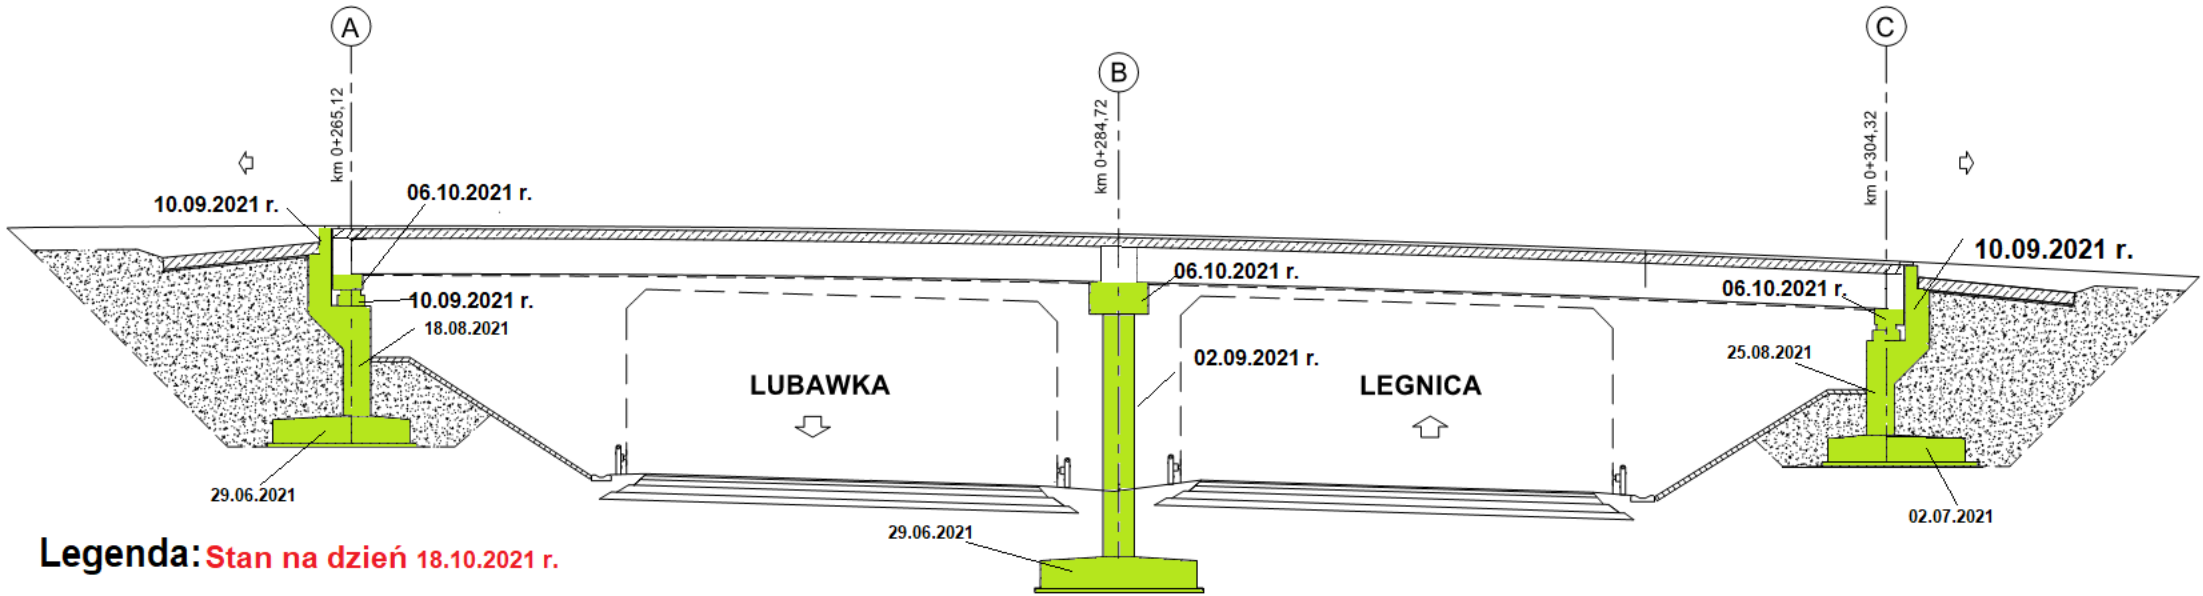 A
B
C
km 0+265,12
km 0+284,72
km 0+304,32
10.09.2021 r.
06.10.2021 r.
10.09.2021 r.
18.08.2021
29.06.2021
06.10.2021 r.
02.09.2021 r.
29.06.2021
10.09.2021 r.
06.10.2021 r.
25.08.2021
02.07.2021
LUBAWKA
LEGNICA
Legenda: Stan na dzień 18.10.2021 r.